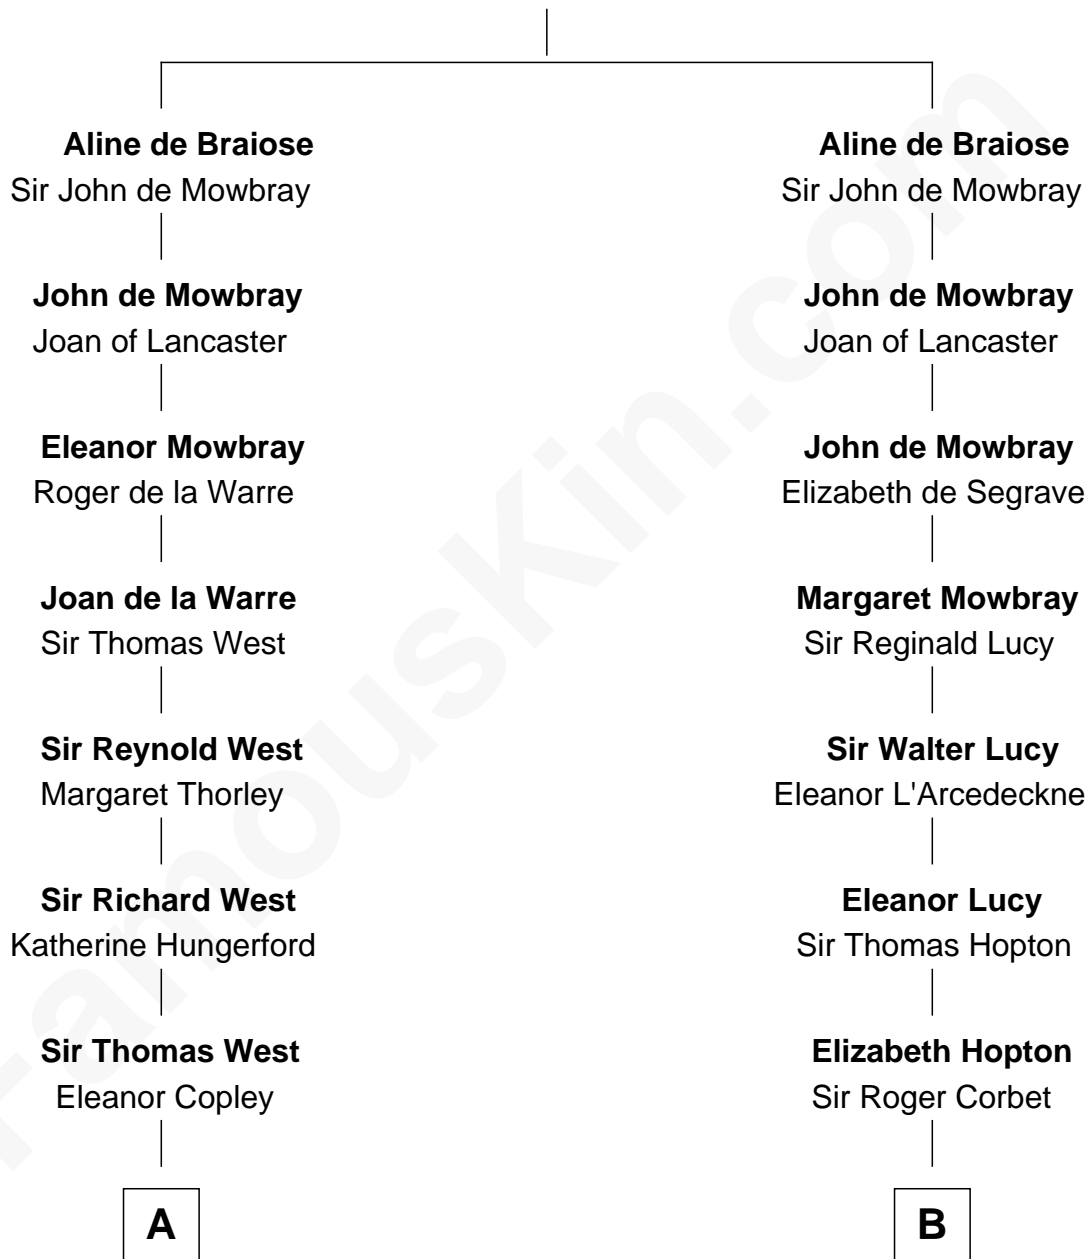 Aline de Braiose
Sir John de Mowbray
John de Mowbray
Joan of Lancaster
Eleanor Mowbray
Roger de la Warre
Joan de la Warre
Sir Thomas West
Sir Reynold West
Margaret Thorley
Sir Richard West
Katherine Hungerford
Sir Thomas West
Eleanor Copley
A
Aline de Braiose
Sir John de Mowbray
John de Mowbray
Joan of Lancaster
John de Mowbray
Elizabeth de Segrave
Margaret Mowbray
Sir Reginald Lucy
Sir Walter Lucy
Eleanor L'Arcedeckne
Eleanor Lucy
Sir Thomas Hopton
Elizabeth Hopton
Sir Roger Corbet
B
FamousKin.com